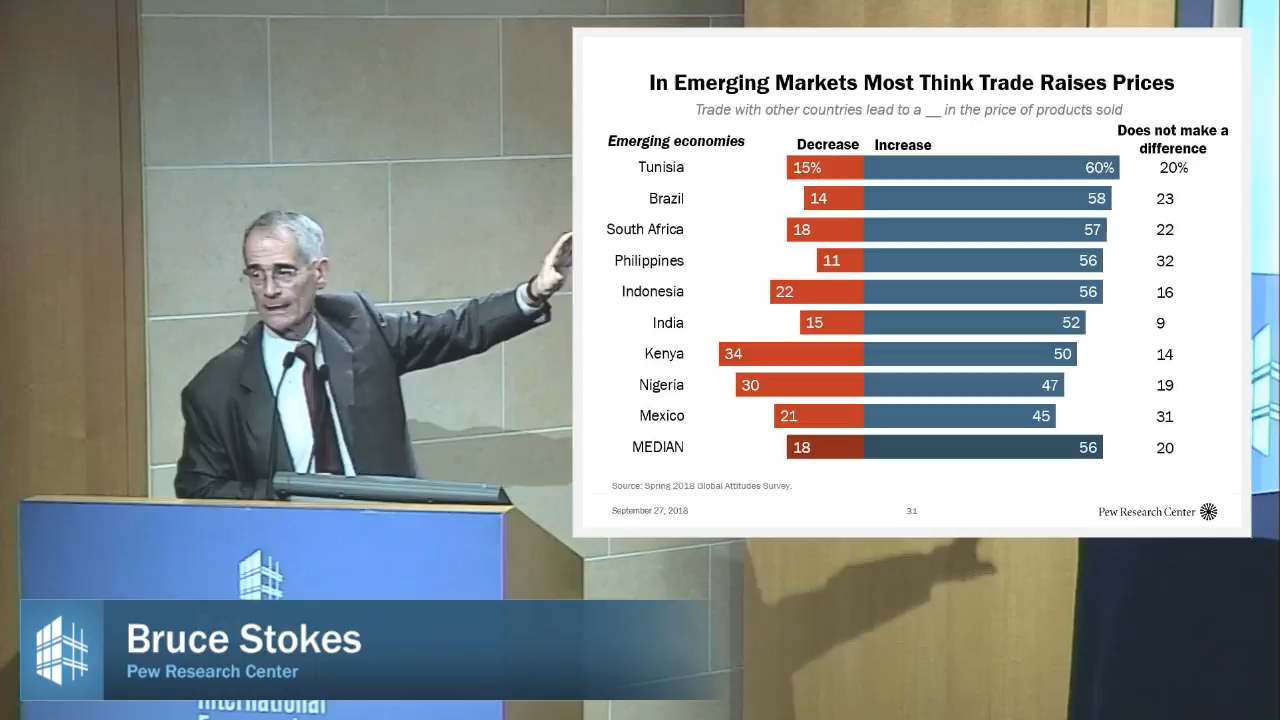 In Emerging Markets Most Think Trade Raises Prices
Trade with other countries lead to a __ in the price of products sold
Emerging economies Decrease Increase Does not make a difference
Tunisia 15% 60% 20%
Brazil 14 58 23
South Africa 18 57 22
Philippines 11 56 32
Indonesia 22 56 16
India 15 52 9
Kenya 34 50 14
Nigeria 30 47 19
Mexico 21 45 31
MEDIAN 18 56 20
Source: Spring 2018 Global Attitudes Survey.
September 27, 2018 31 Pew Research Center
Bruce Stokes
Pew Research Center
International